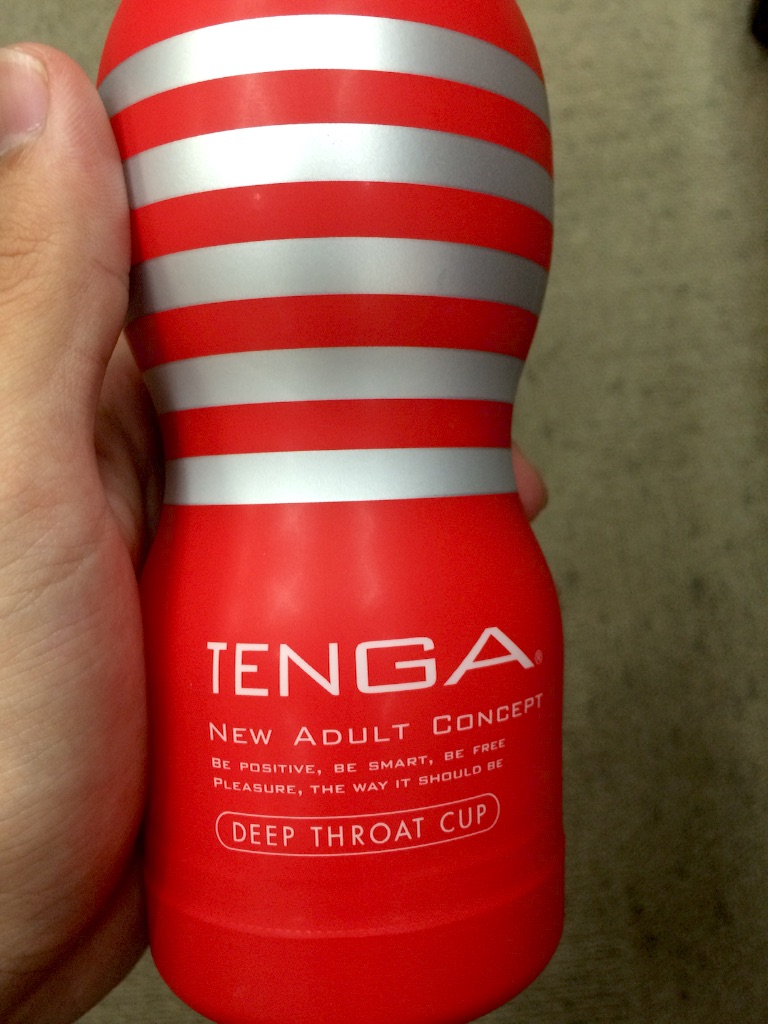 TENGA®
NEW ADULT CONCEPT
BE POSITIVE, BE SMART, BE FREE
PLEASURE, THE WAY IT SHOULD BE
DEEP THROAT CUP